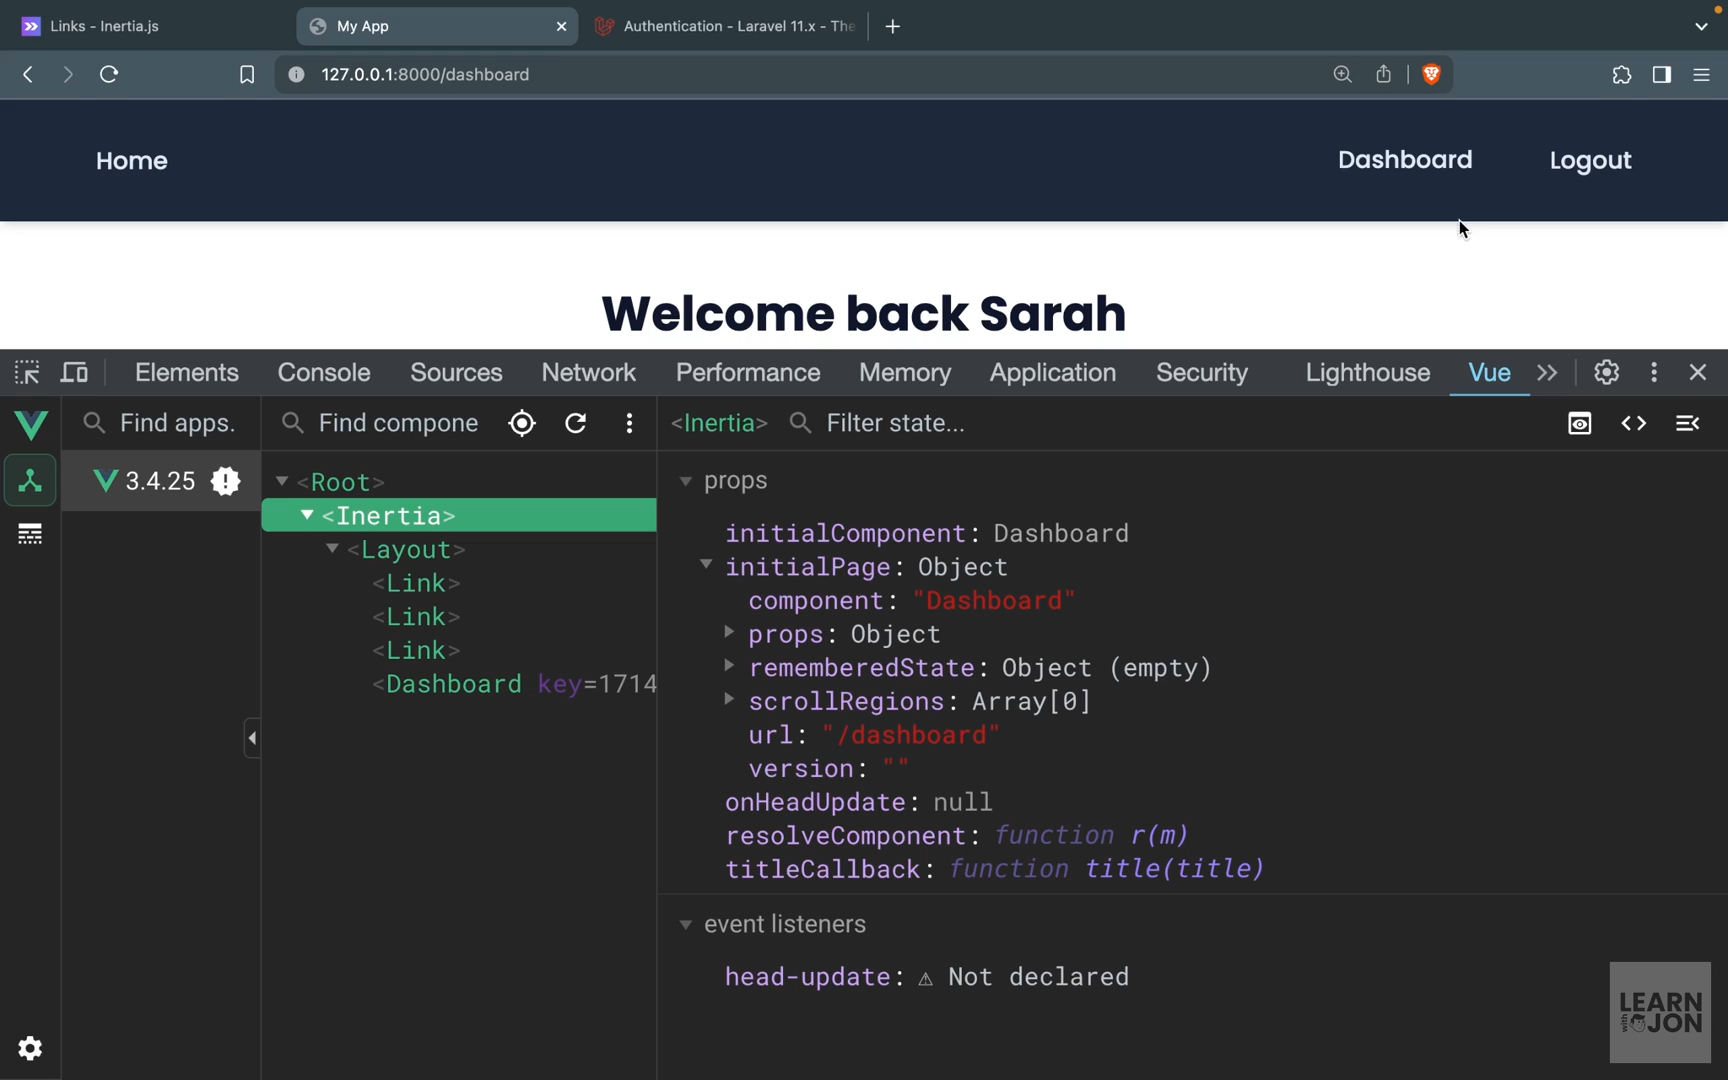 Links - Inertia.js
My App
Authentication - Laravel 11.x - The
127.0.0.1:8000/dashboard
Home
Dashboard
Logout
Welcome back Sarah
Elements
Console
Sources
Network
Performance
Memory
Application
Security
Lighthouse
Vue
Find apps.
Find compone
<Inertia>
Filter state...
3.4.25
<Root>
<Inertia>
<Layout>
<Link>
<Link>
<Link>
<Dashboard key=1714
props
initialComponent: Dashboard
initialPage: Object
component: "Dashboard"
props: Object
rememberedState: Object (empty)
scrollRegions: Array[0]
url: "/dashboard"
version: ""
onHeadUpdate: null
resolveComponent: function r(m)
titleCallback: function title(title)
event listeners
head-update: ⚠ Not declared
LEARN
with JON